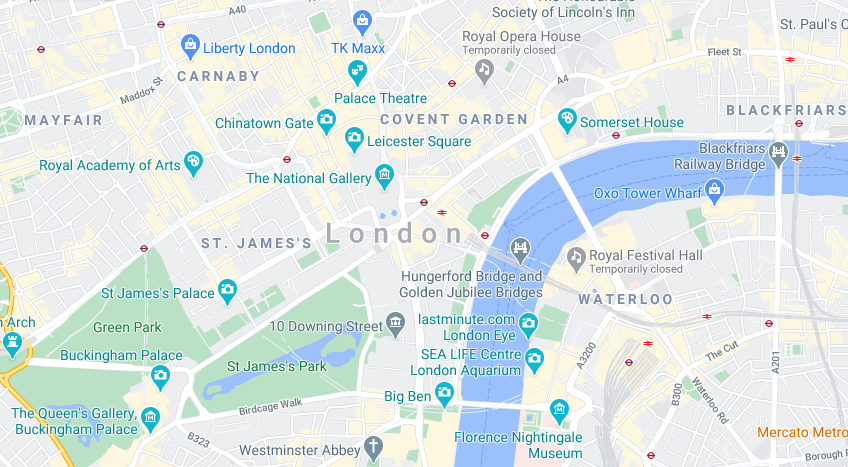 A40
The Honourable
Society of Lincoln's Inn
St. Paul's C
Liberty London
TK Maxx
Royal Opera House
Temporarily closed
Fleet St
CARNABY
A4
Maddox St
Palace Theatre
MAYFAIR
Chinatown Gate
COVENT GARDEN
Somerset House
BLACKFRIARS
Leicester Square
Blackfriars
Railway Bridge
Royal Academy of Arts
The National Gallery
Oxo Tower Wharf
ST. JAMES'S
London
Royal Festival Hall
Temporarily closed
Hungerford Bridge and
Golden Jubilee Bridges
St James's Palace
WATERLOO
Green Park
10 Downing Street
lastminute.com
London Eye
n Arch
Buckingham Palace
St James's Park
SEA LIFE Centre
London Aquarium
A3200
The Cut
A201
Big Ben
B300
Waterloo Rd
Birdcage Walk
The Queen's Gallery,
Buckingham Palace
B323
Florence Nightingale
Museum
Mercato Metro
Westminster Abbey
Borough R